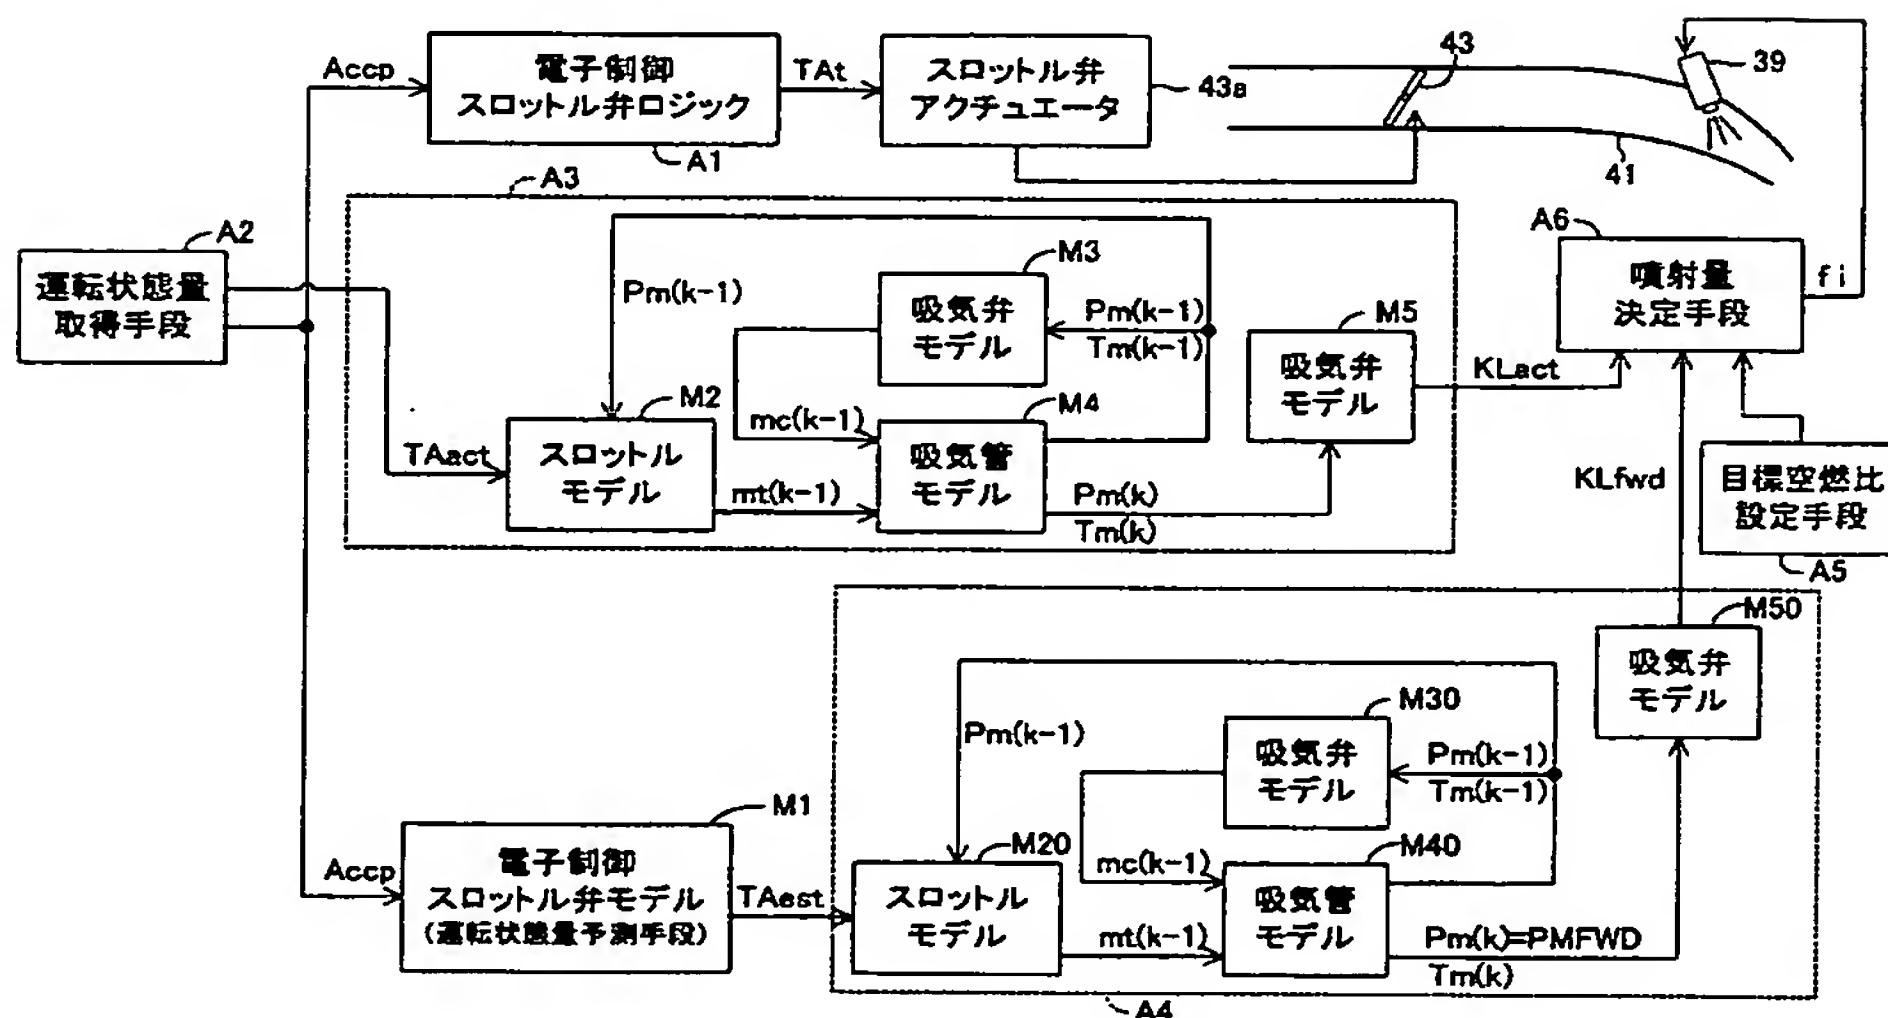 Accp
電子制御
スロットル弁ロジック
A1
TAt
スロットル弁
アクチュエータ
43a
43
39
41
A3
A2
運転状態量
取得手段
Pm(k-1)
M3
吸気弁
モデル
Pm(k-1)
Tm(k-1)
M5
吸気弁
モデル
KLact
A6
噴射量
決定手段
fi
TAact
M2
スロットル
モデル
mc(k-1)
mt(k-1)
M4
吸気管
モデル
Pm(k)
Tm(k)
KLfwd
目標空燃比
設定手段
A5
M50
吸気弁
モデル
Pm(k-1)
M30
吸気弁
モデル
Pm(k-1)
Tm(k-1)
Accp
M1
電子制御
スロットル弁モデル
(運転状態量予測手段)
TAest
M20
スロットル
モデル
mc(k-1)
mt(k-1)
M40
吸気管
モデル
Pm(k)=PMFWD
Tm(k)
A4